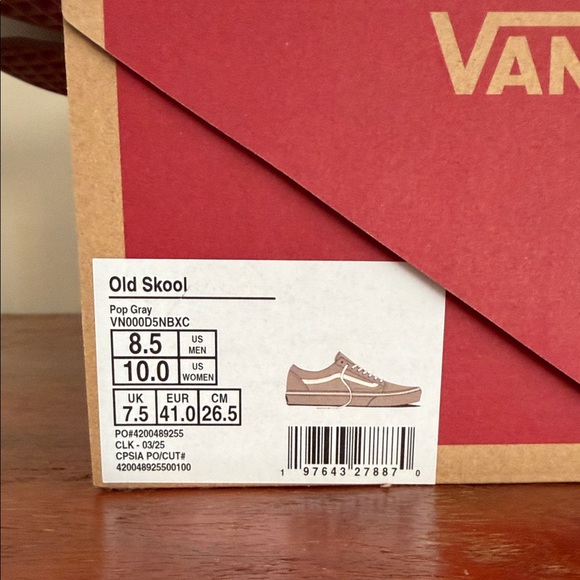 VAN
Old Skool
Pop Gray
VN000D5NBXC
8.5 US MEN
10.0 US WOMEN
UK EUR CM
7.5 41.0 26.5
PO#4200489255
CLK - 03/25
CPSIA PO/CUT#
420048925500100
1 97643 27887 0